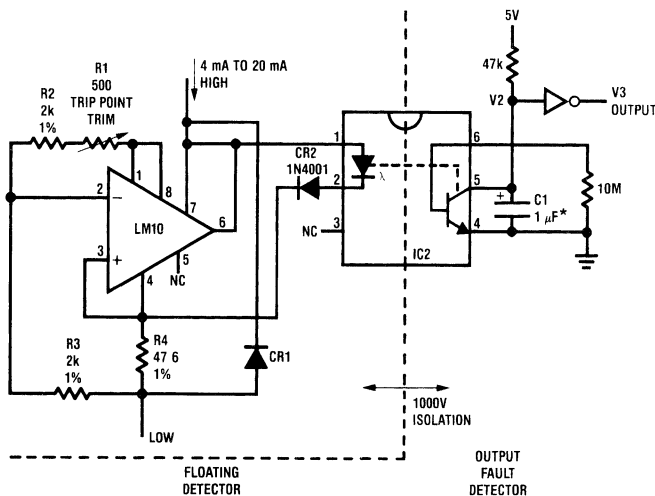 5V
47k
V3
OUTPUT
V2
4 mA TO 20 mA
HIGH
R1
500
TRIP POINT
TRIM
R2
2k
1%
1
8
2
−
LM10
7
6
3
+
4
5
NC
CR2
1N4001
1
2
3
NC
λ
6
5
4
IC2
+
C1
1 μF*
10M
R3
2k
1%
R4
47 6
1%
CR1
LOW
1000V
ISOLATION
FLOATING
DETECTOR
OUTPUT
FAULT
DETECTOR